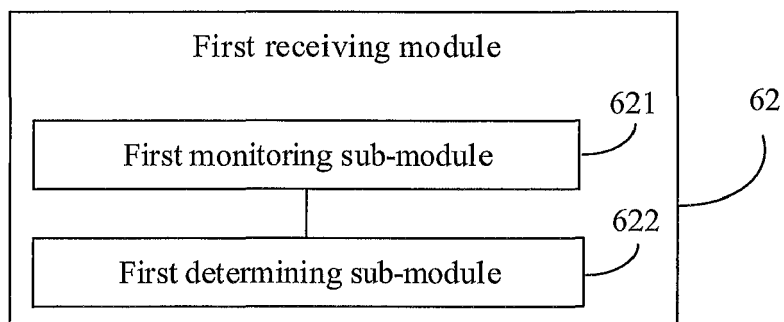 First receiving module
621
62
First monitoring sub-module
622
First determining sub-module